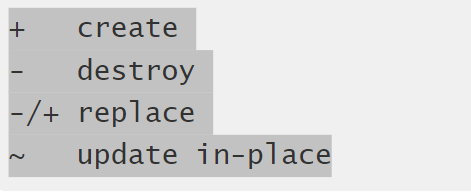 +   create
-   destroy
-/+ replace
~   update in-place